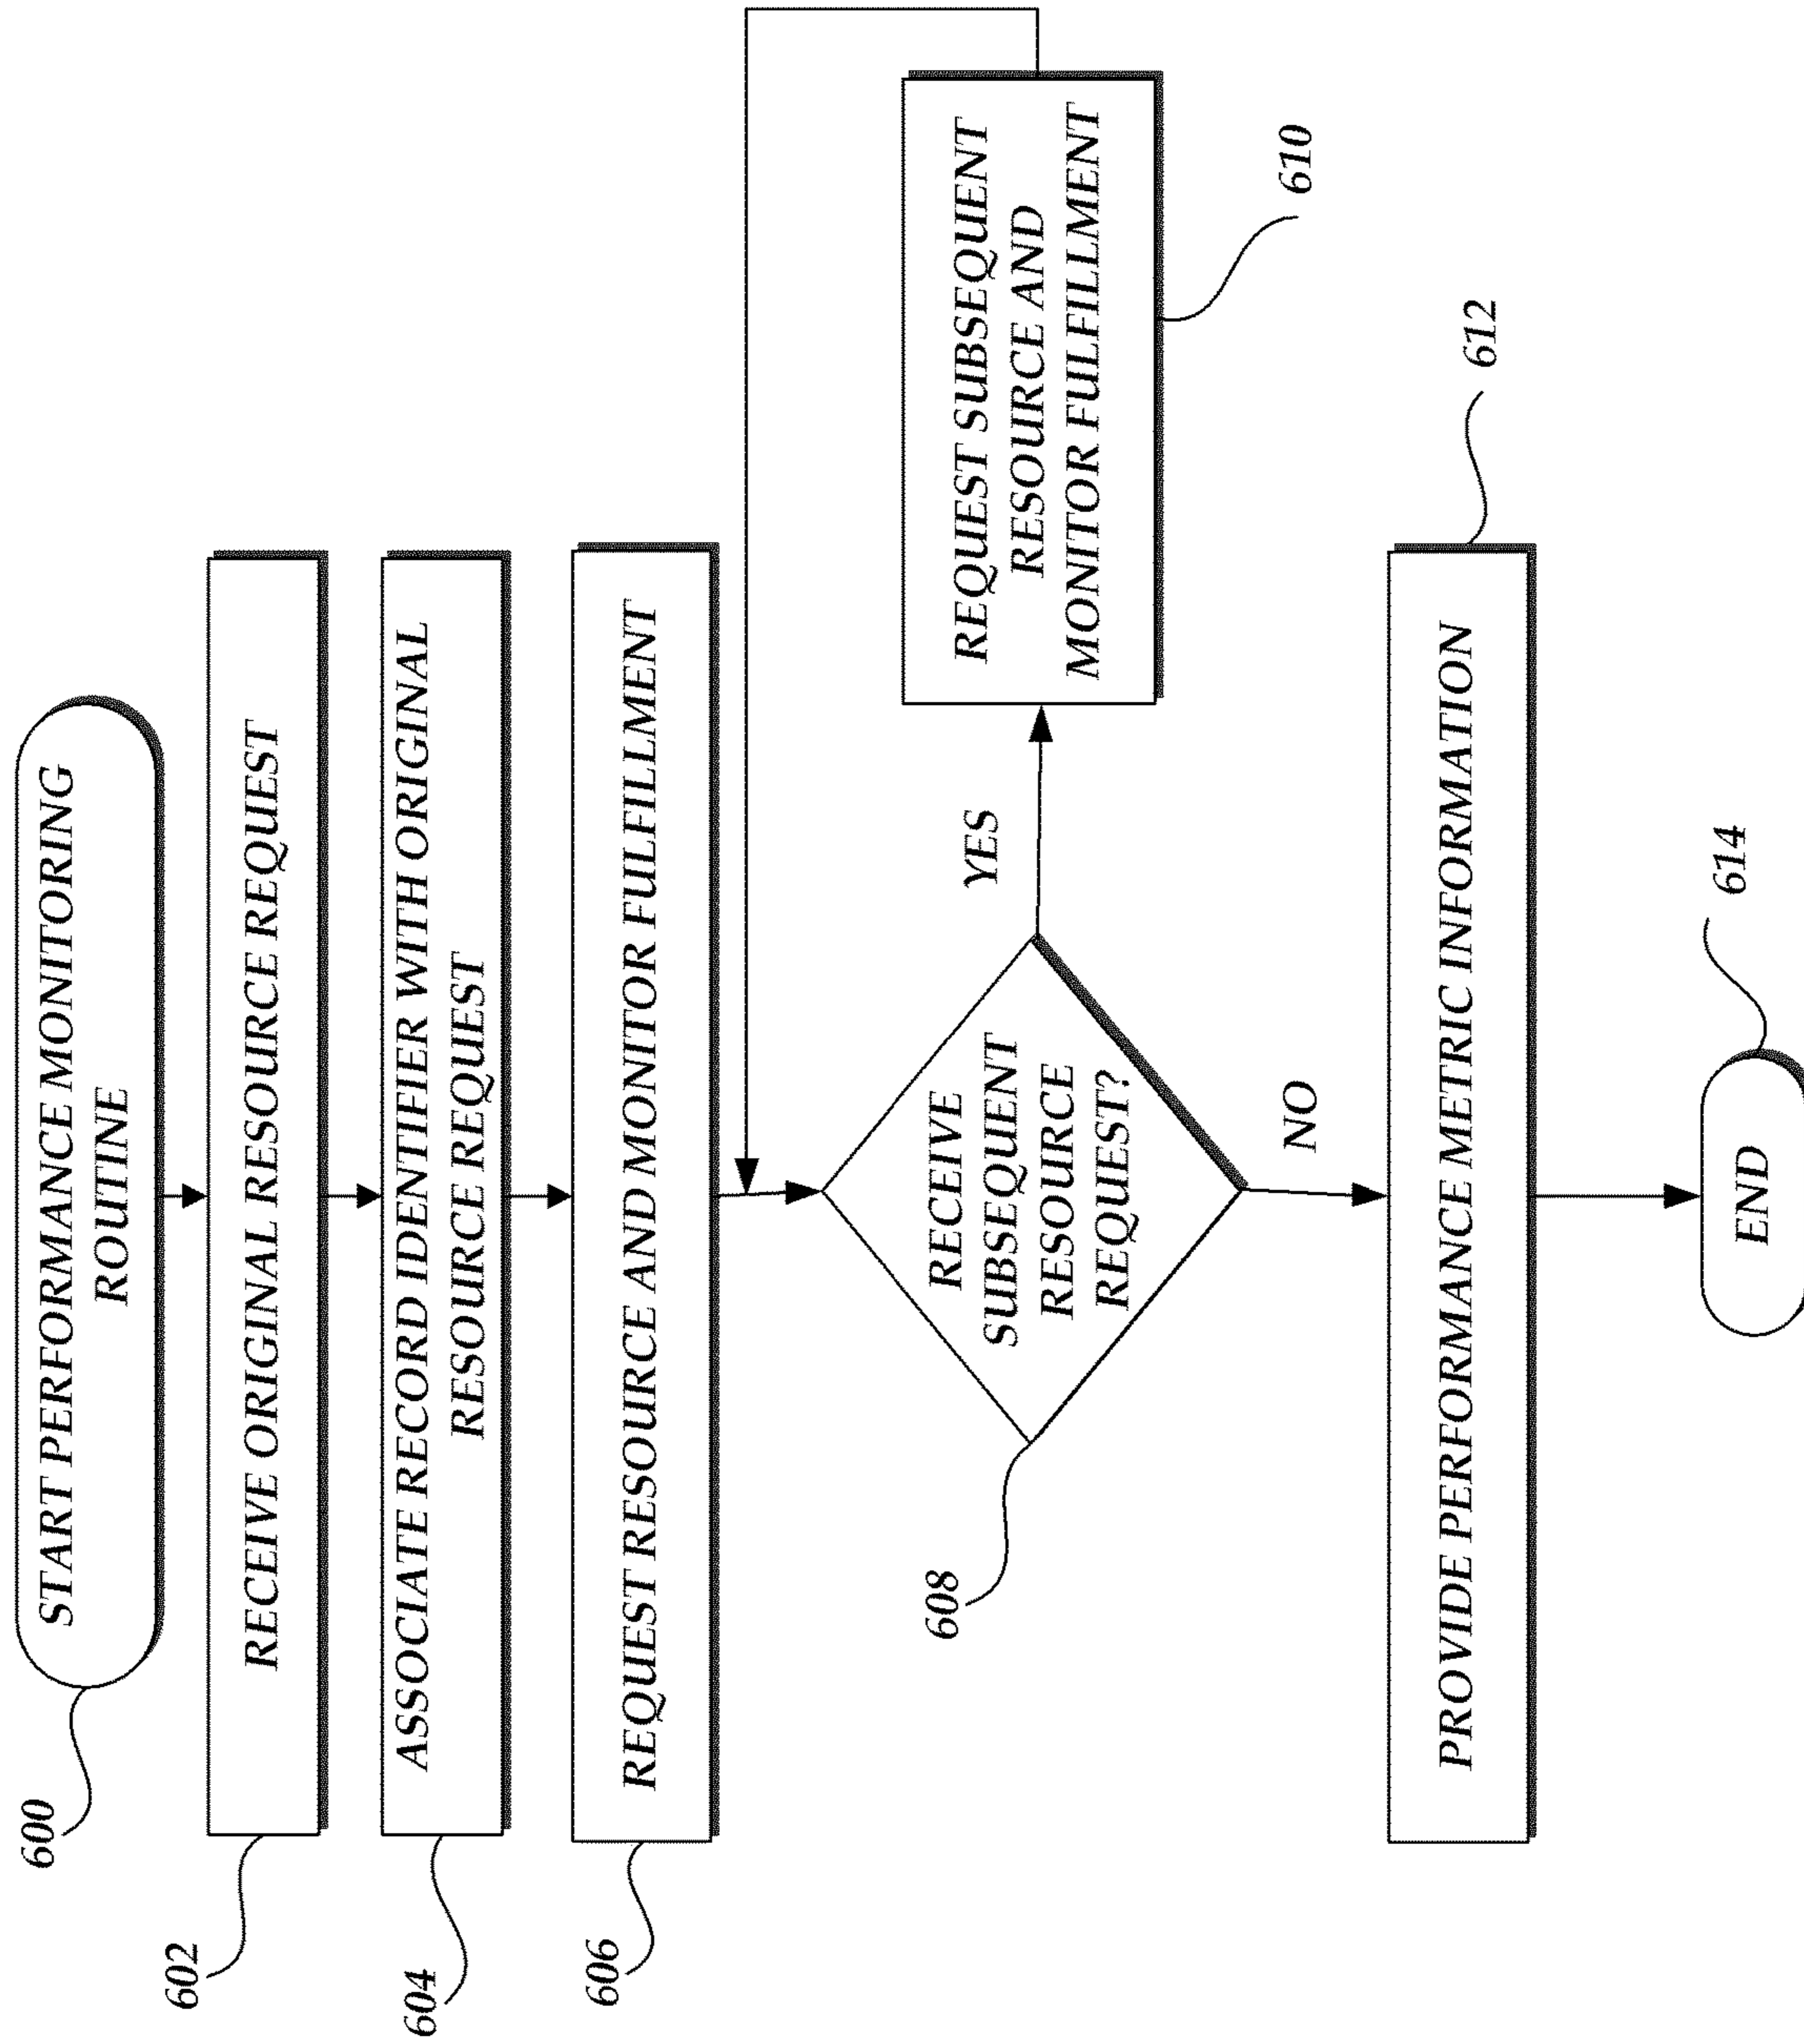 START PERFORMANCE MONITORING
ROUTINE
600
RECEIVE ORIGINAL RESOURCE REQUEST
602
ASSOCIATE RECORD IDENTIFIER WITH ORIGINAL
RESOURCE REQUEST
604
REQUEST RESOURCE AND MONITOR FULFILLMENT
606
RECEIVE
SUBSEQUENT
RESOURCE
REQUEST?
608
YES
REQUEST SUBSEQUENT
RESOURCE AND
MONITOR FULFILLMENT
610
NO
PROVIDE PERFORMANCE METRIC INFORMATION
612
END
614